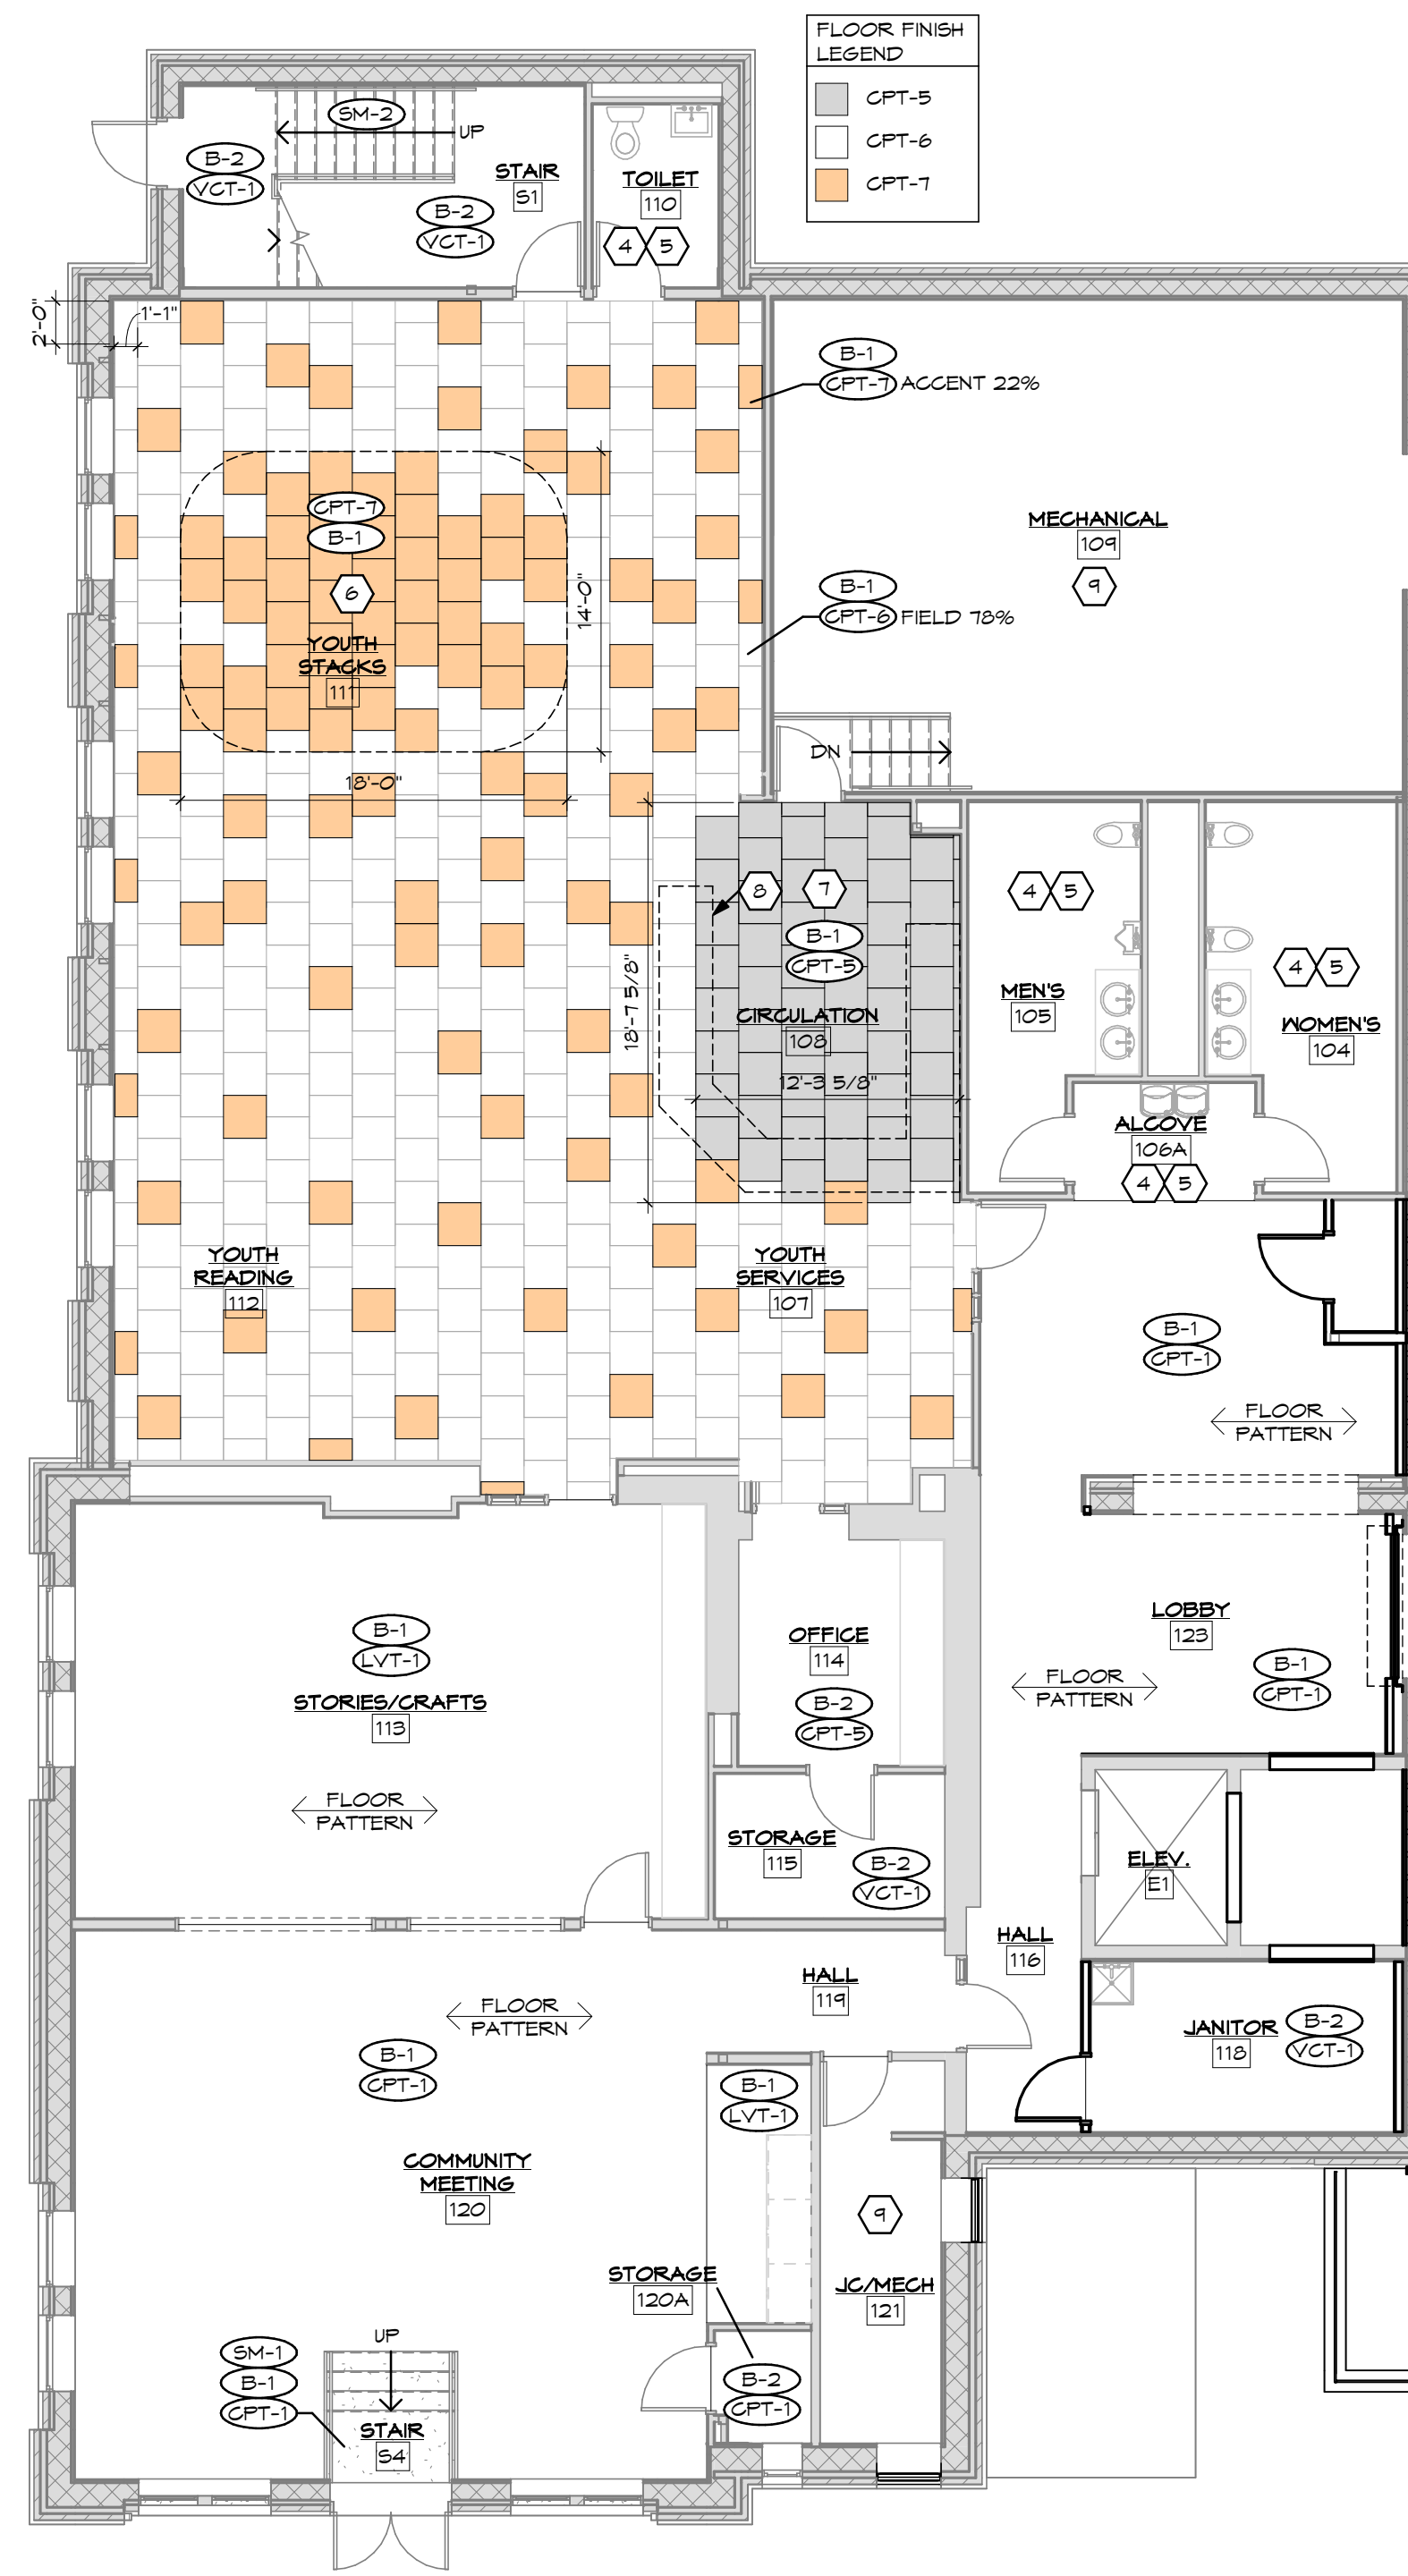 FLOOR FINISH
LEGEND
CPT-5
CPT-6
CPT-7
SM-2
UP
B-2
VCT-1
STAIR
S1
B-2
VCT-1
TOILET
110
4 5
2'-0"
1'-1"
B-1
CPT-7 ACCENT 22%
CPT-7
B-1
6
YOUTH
STACKS
111
14'-0"
18'-0"
MECHANICAL
109
9
B-1
CPT-6 FIELD 78%
DN
8
7
B-1
CPT-5
CIRCULATION
108
18'-7 5/8"
12'-3 5/8"
4 5
MEN'S
105
4 5
WOMEN'S
104
ALCOVE
106A
4 5
YOUTH
READING
112
YOUTH
SERVICES
107
B-1
CPT-1
FLOOR
PATTERN
B-1
LVT-1
STORIES/CRAFTS
113
FLOOR
PATTERN
OFFICE
114
B-2
CPT-5
LOBBY
123
B-1
CPT-1
FLOOR
PATTERN
STORAGE
115
B-2
VCT-1
ELEV.
E1
HALL
116
HALL
119
FLOOR
PATTERN
JANITOR
118
B-2
VCT-1
B-1
CPT-1
B-1
LVT-1
COMMUNITY
MEETING
120
9
STORAGE
120A
JC/MECH
121
UP
SM-1
B-1
CPT-1
STAIR
S4
B-2
CPT-1